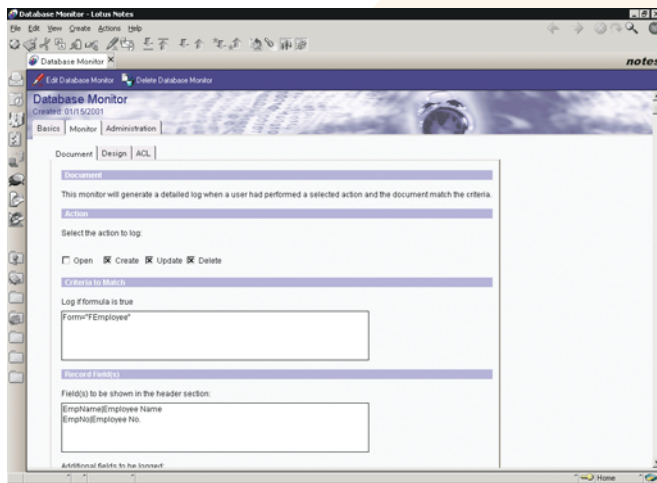 Database Monitor - Lotus Notes
File Edit View Create Actions Help
Database Monitor
notes
Edit Database Monitor Delete Database Monitor
Database Monitor
Created: 01/15/2001
Basics Monitor Administration
Document Design ACL
Document
This monitor will generate a detailed log when a user had performed a selected action and the document match the criteria.
Action
Select the action to log:
Open Create Update Delete
Criteria to Match
Log if formula is true
Form="FEmployee"
Record Field(s)
Field(s) to be shown in the header section:
EmpName|Employee Name
EmpNo|Employee No.
Additional fields to be logged:
Home